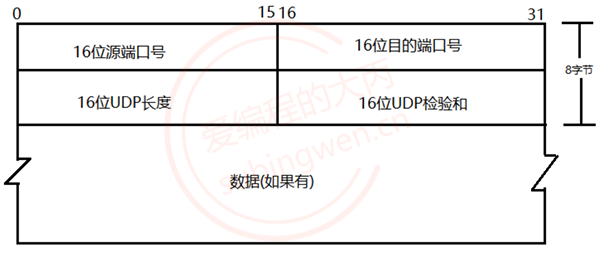 0 15 16 31
16位源端口号 16位目的端口号
8字节
16位UDP长度 16位UDP检验和
爱编程的大丙
subingwen.cn
数据(如果有)